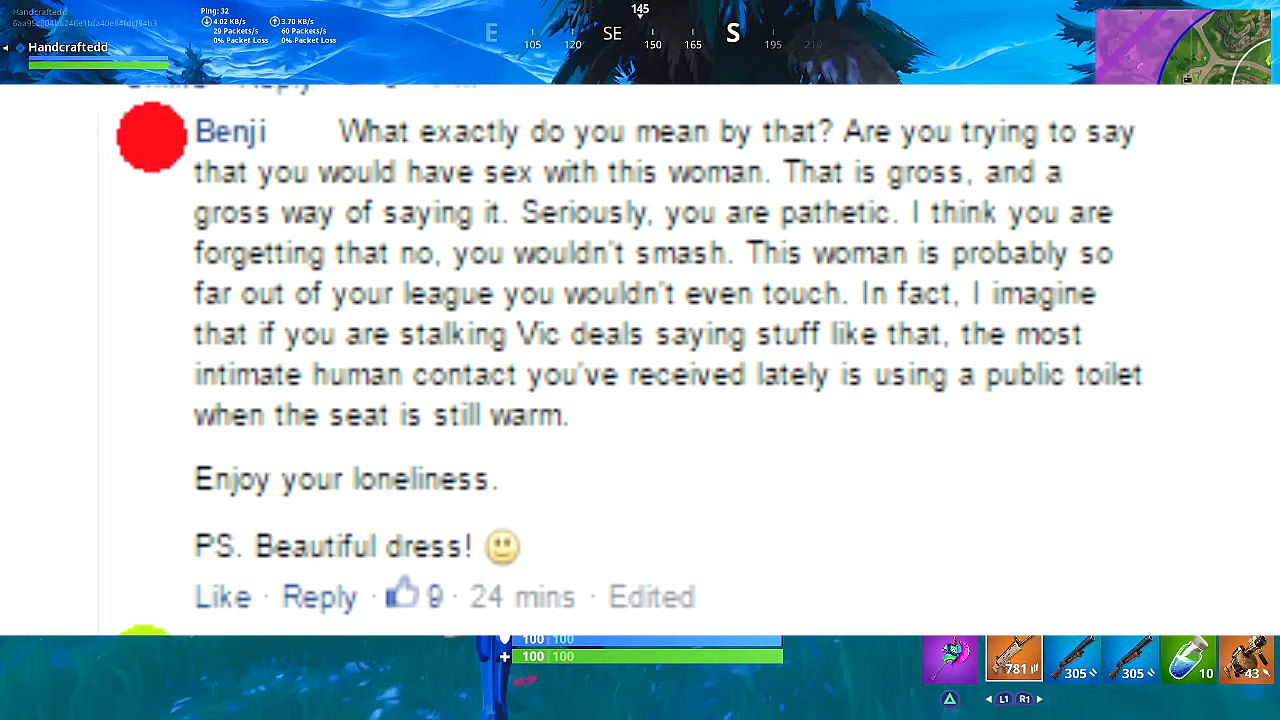 Handcraftedd
Ping: 32
4.02 KB/s 3.70 KB/s
29 Packets/s 60 Packets/s
0% Packet Loss 0% Packet Loss
Handcraftedd
145
E 105 120 SE 150 165 S 195 210
Benji What exactly do you mean by that? Are you trying to say
that you would have sex with this woman. That is gross, and a
gross way of saying it. Seriously, you are pathetic. I think you are
forgetting that no, you wouldn't smash. This woman is probably so
far out of your league you wouldn't even touch. In fact, I imagine
that if you are stalking Vic deals saying stuff like that, the most
intimate human contact you've received lately is using a public toilet
when the seat is still warm.
Enjoy your loneliness.
PS. Beautiful dress!
Like · Reply · 9 · 24 mins · Edited
100 | 100
100 | 100
781 305 305 10 43
L1 R1